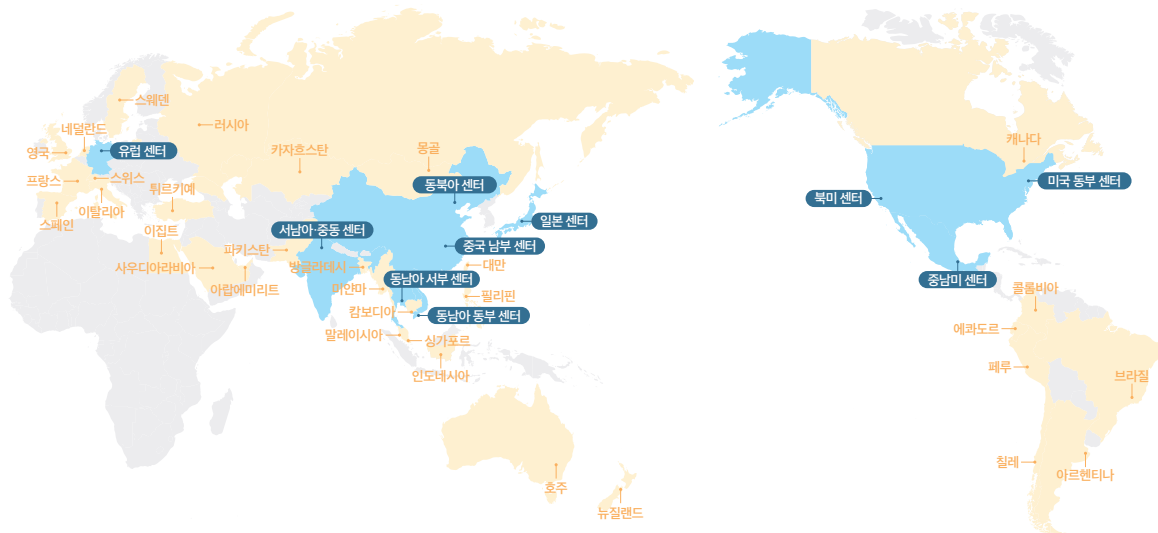 스웨덴
네덜란드
러시아
영국
유럽 센터
카자흐스탄
몽골
캐나다
프랑스
스위스
튀르키예
동북아 센터
미국 동부 센터
이탈리아
스페인
북미 센터
이집트
서남아·중동 센터
일본 센터
파키스탄
중국 남부 센터
사우디아라비아
방글라데시
대만
아랍에미리트
미얀마
동남아 서부 센터
중남미 센터
필리핀
콜롬비아
캄보디아
동남아 동부 센터
에콰도르
말레이시아
싱가포르
인도네시아
페루
브라질
칠레
아르헨티나
호주
뉴질랜드